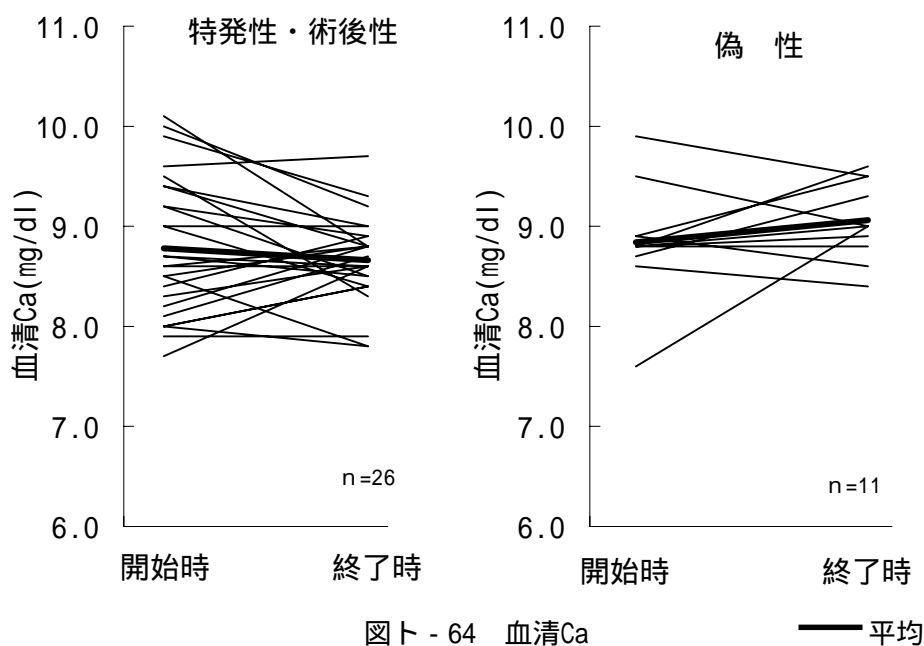 特発性・術後性
11.0
10.0
9.0
8.0
7.0
6.0
血清Ca(㎎/dl)
n=26
開始時 終了時
偽 性
11.0
10.0
9.0
8.0
7.0
6.0
血清Ca(㎎/dl)
n=11
開始時 終了時
図ト-64 血清Ca
平均